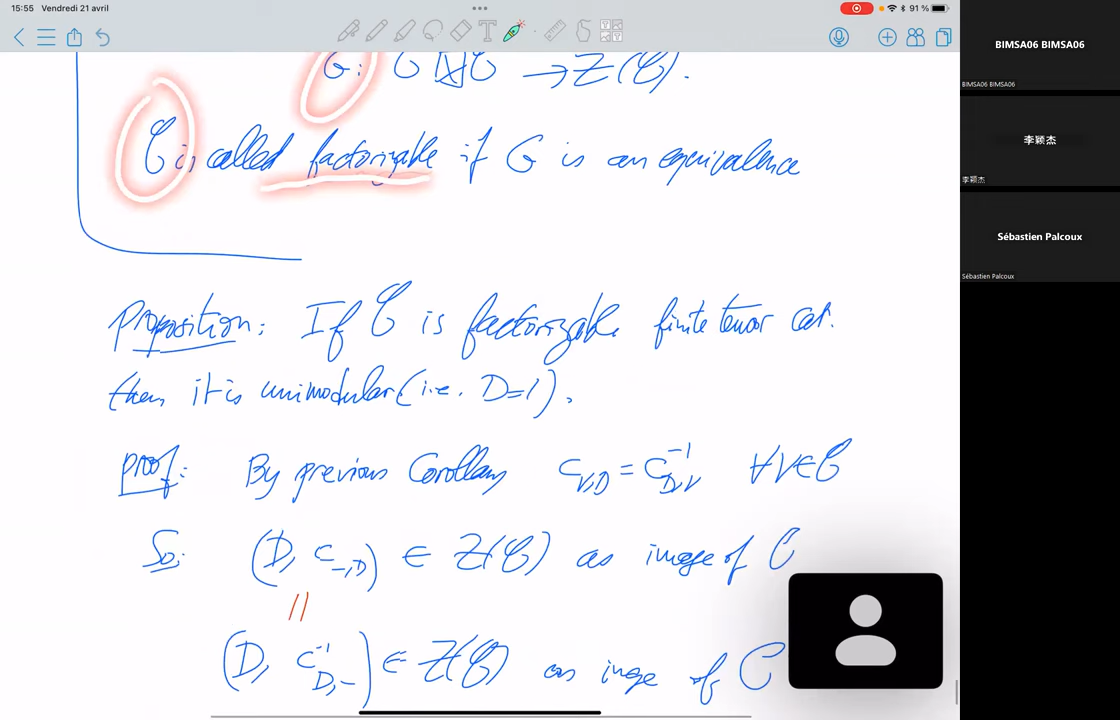 15:55 Vendredi 21 avril
91 %
G: C ⊠ C → Z(C).
C is called factorizable if G is an equivalence
Proposition: If C is factorizable finite tensor cat.
then it is unimodular (i.e. D=1).
Proof: By previous Corollary c_{V,D} = c^{-1}_{D,V} ∀V∈C
So: (D, c_{-,D}) ∈ Z(C) as image of C
||
(D, c^{-1}_{D,-}) ∈ Z(C) as image of C
BIMSA06 BIMSA06
BIMSA06 BIMSA06
李颖杰
李颖杰
Sébastien Palcoux
Sébastien Palcoux